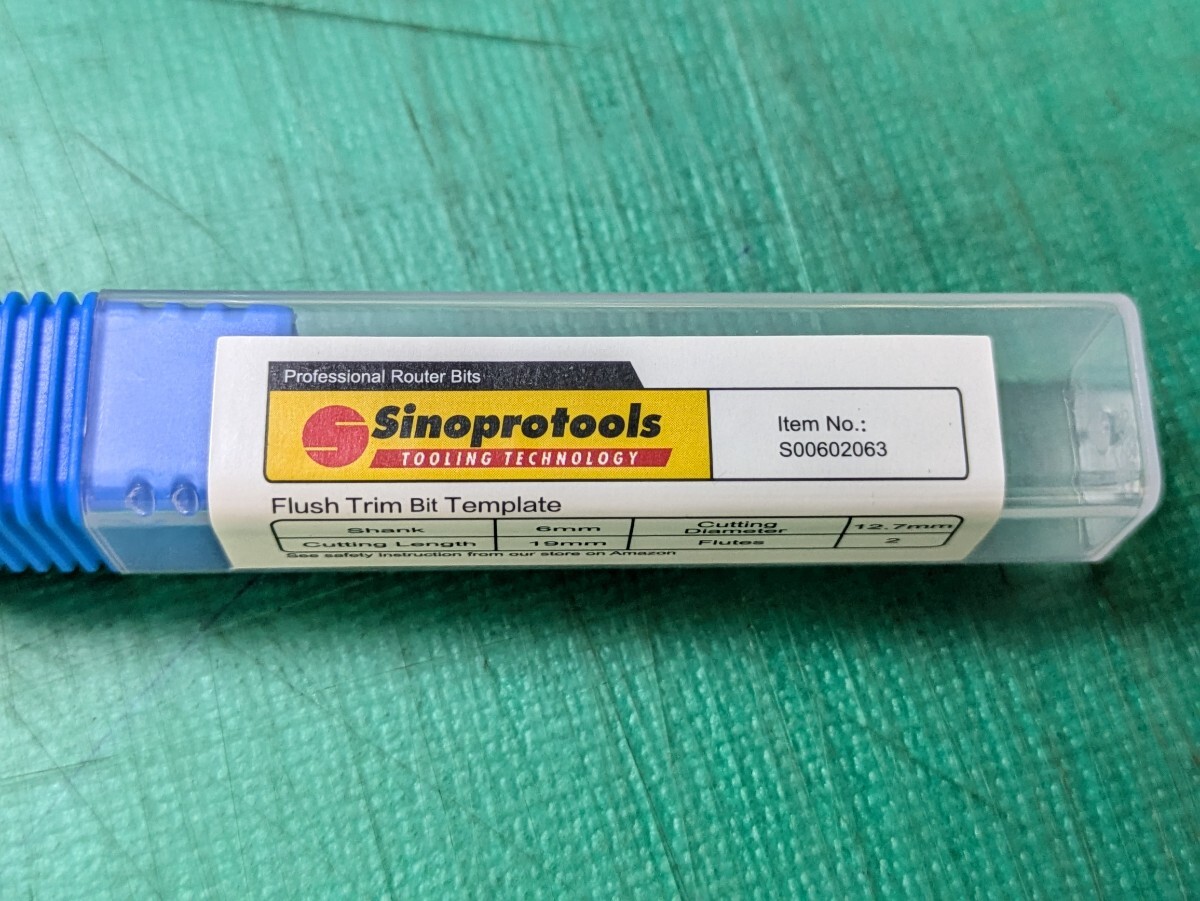 Professional Router Bits
Sinoprotools
TOOLING TECHNOLOGY
Item No.:
S00602063
Flush Trim Bit Template
Shank 6mm Cutting Diameter 12.7mm
Cutting Length 19mm Flutes 2
See safety instruction from our store on Amazon